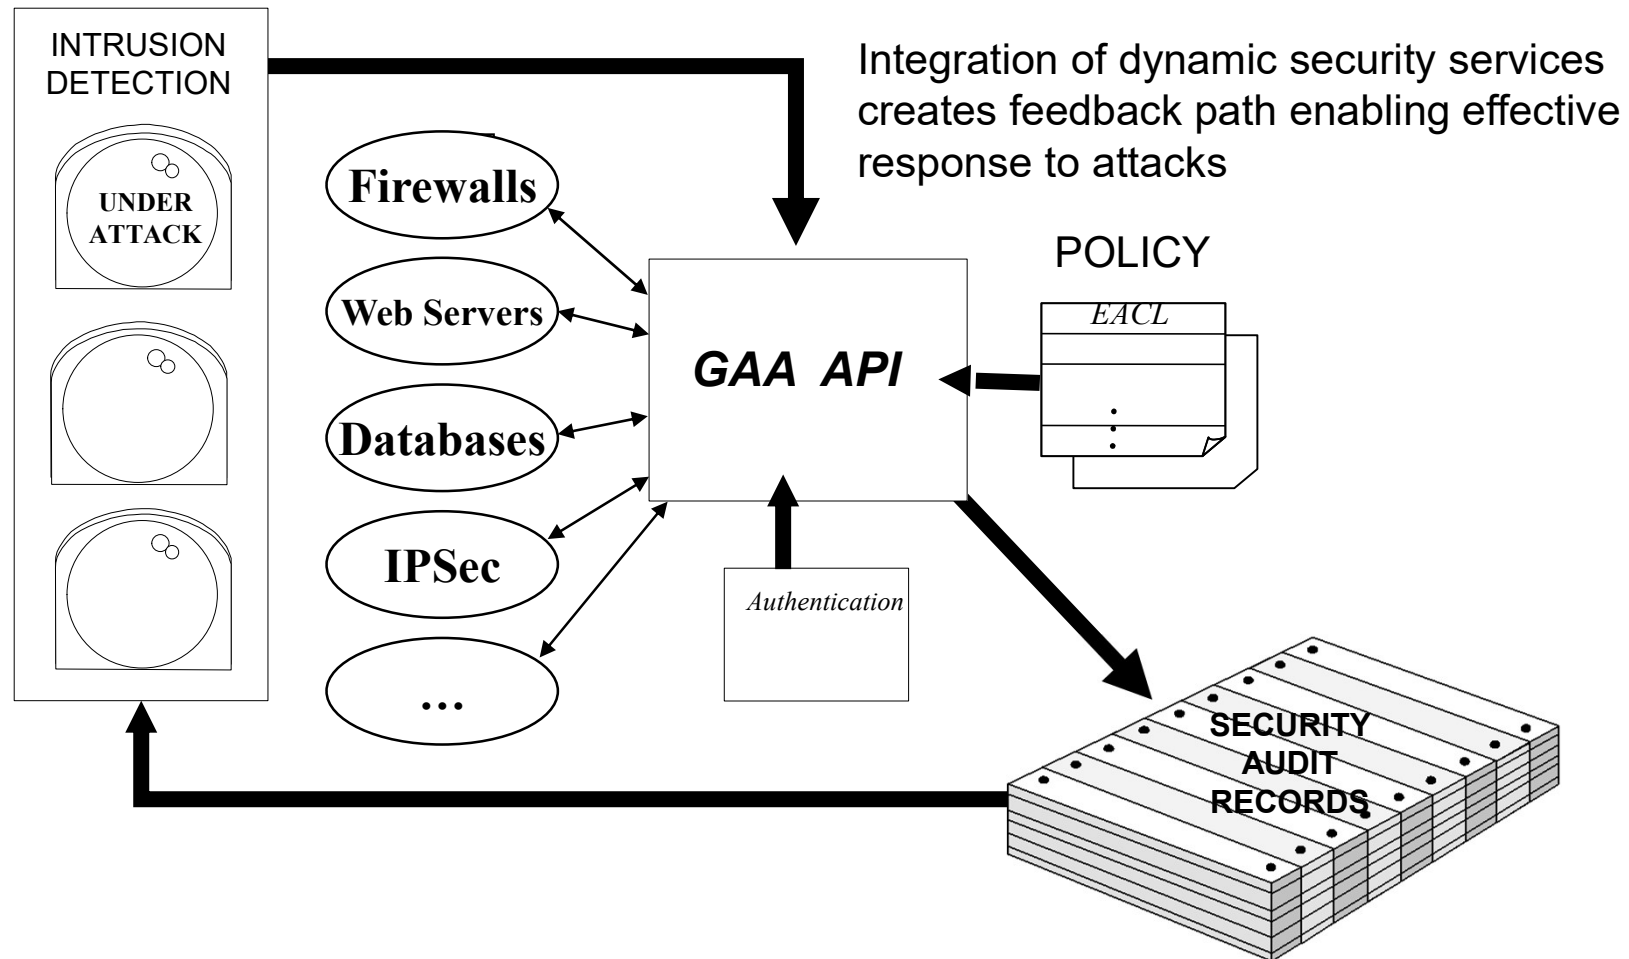 INTRUSION
DETECTION
UNDER
ATTACK
Integration of dynamic security services
creates feedback path enabling effective
response to attacks
Firewalls
Web Servers
Databases
IPSec
...
GAA API
POLICY
EACL
Authentication
SECURITY
AUDIT
RECORDS